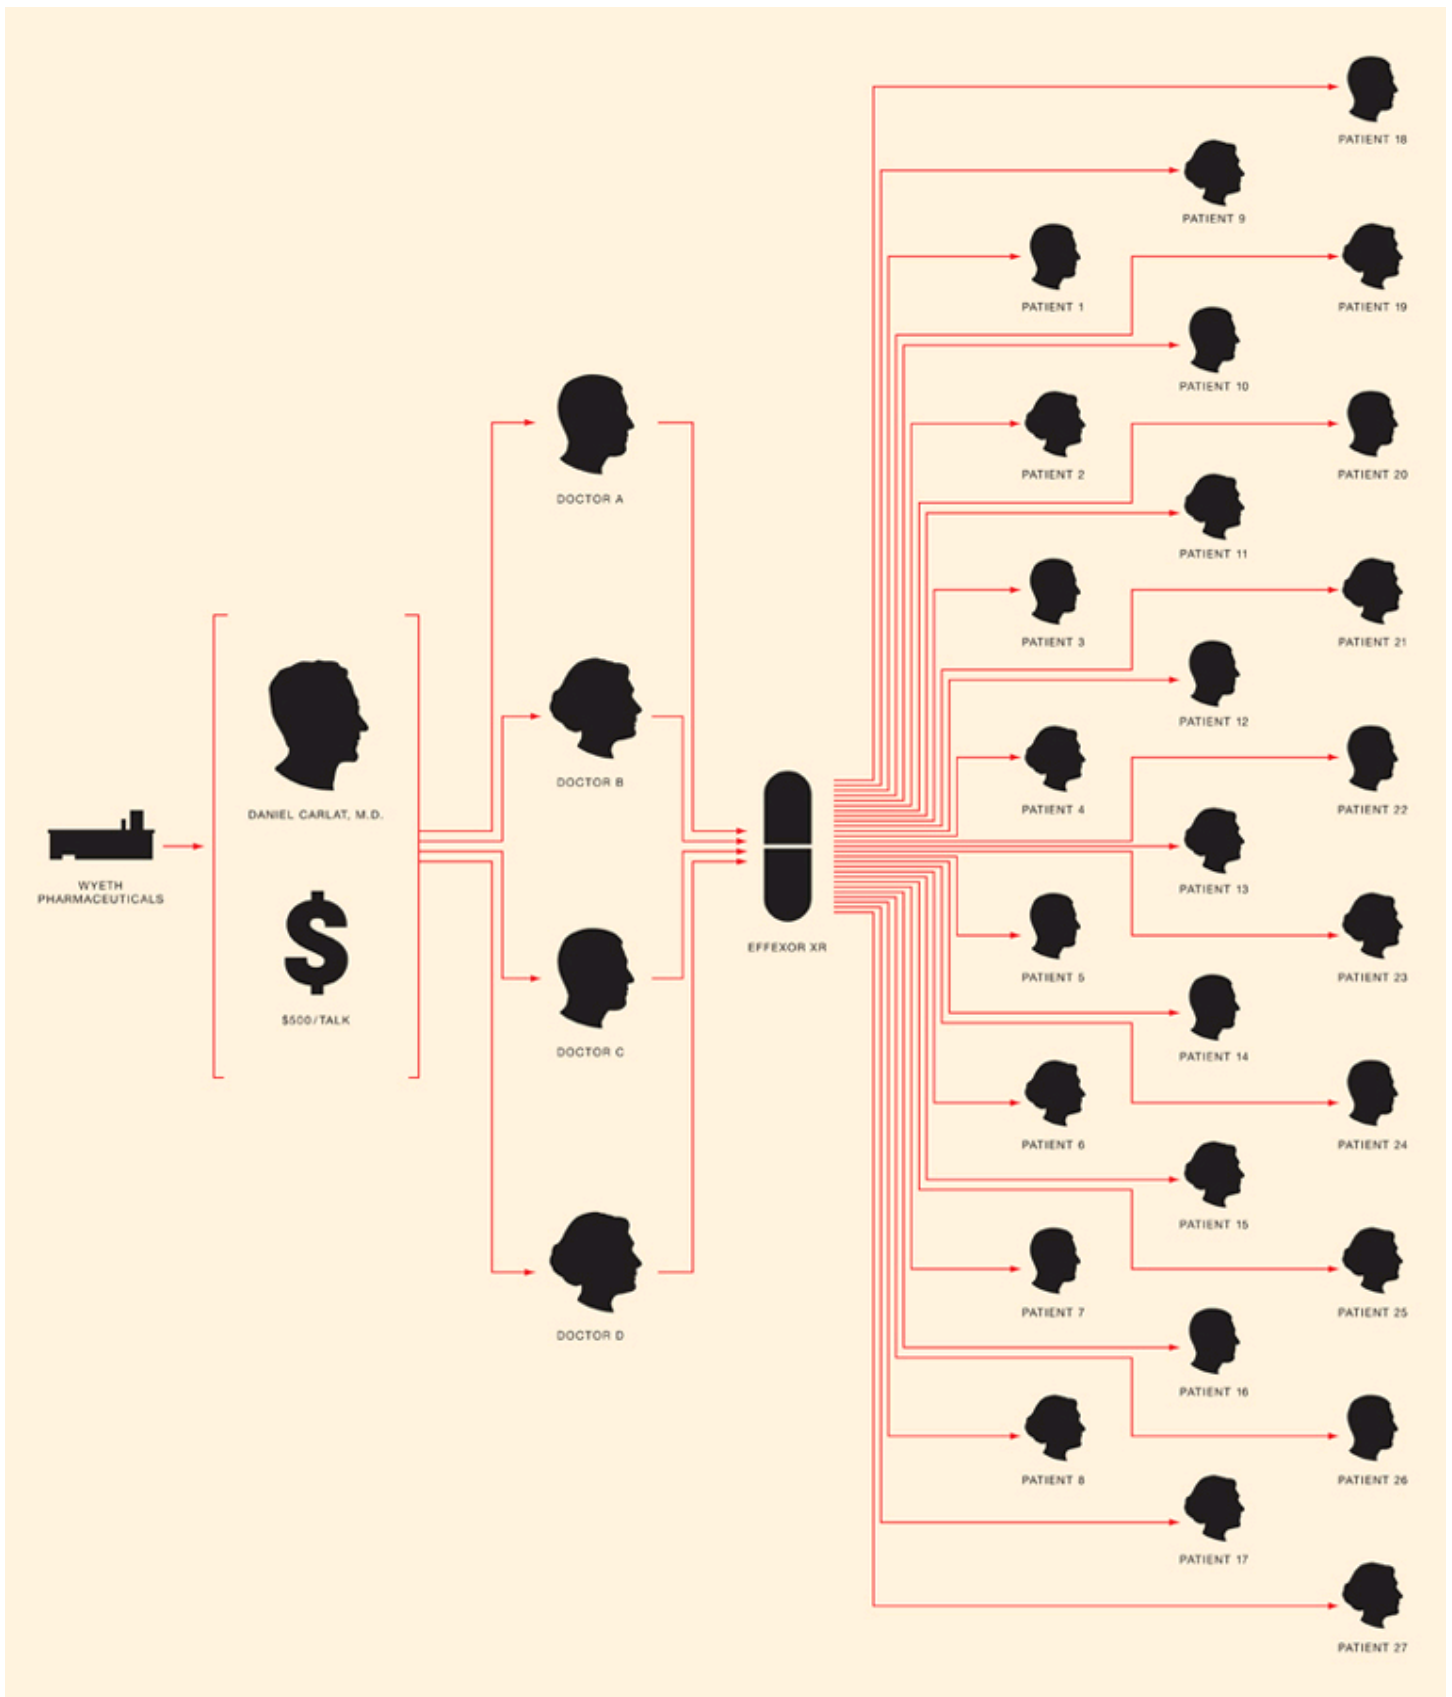 WYETH
PHARMACEUTICALS
DANIEL CARLAT, M.D.
$
$500/TALK
DOCTOR A
DOCTOR B
DOCTOR C
DOCTOR D
EFFEXOR XR
PATIENT 1
PATIENT 2
PATIENT 3
PATIENT 4
PATIENT 5
PATIENT 6
PATIENT 7
PATIENT 8
PATIENT 9
PATIENT 10
PATIENT 11
PATIENT 12
PATIENT 13
PATIENT 14
PATIENT 15
PATIENT 16
PATIENT 17
PATIENT 18
PATIENT 19
PATIENT 20
PATIENT 21
PATIENT 22
PATIENT 23
PATIENT 24
PATIENT 25
PATIENT 26
PATIENT 27